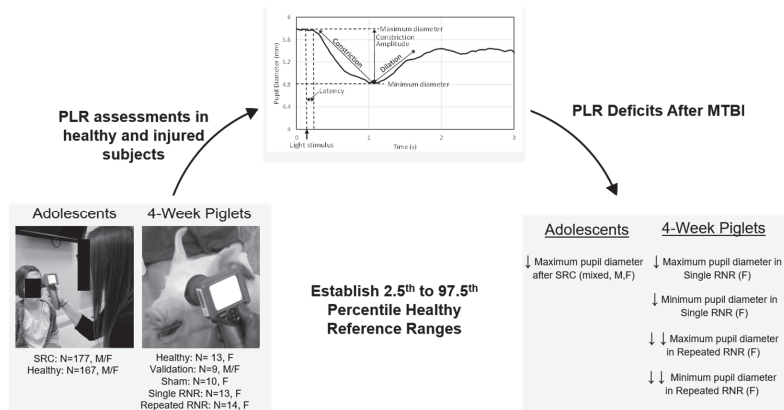 6
5.6
5.2
4.8
4.4
4
Pupil Diameter (mm)
Maximum diameter
Constriction
Amplitude
Constriction
Dilation
Minimum diameter
Latency
0
1
2
3
Light stimulus
Time (s)
PLR assessments in
healthy and injured
subjects
PLR Deficits After MTBI
Adolescents
4-Week Piglets
SRC: N=177, M/F
Healthy: N=167, M/F
Healthy: N= 13, F
Validation: N=9, M/F
Sham: N=10, F
Single RNR: N=13, F
Repeated RNR: N=14, F
Establish 2.5th to 97.5th
Percentile Healthy
Reference Ranges
Adolescents
↓ Maximum pupil diameter
after SRC (mixed, M,F)
4-Week Piglets
↓ Maximum pupil diameter in
Single RNR (F)
↓ Minimum pupil diameter in
Single RNR (F)
↓↓ Maximum pupil diameter
in Repeated RNR (F)
↓↓ Minimum pupil diameter
in Repeated RNR (F)